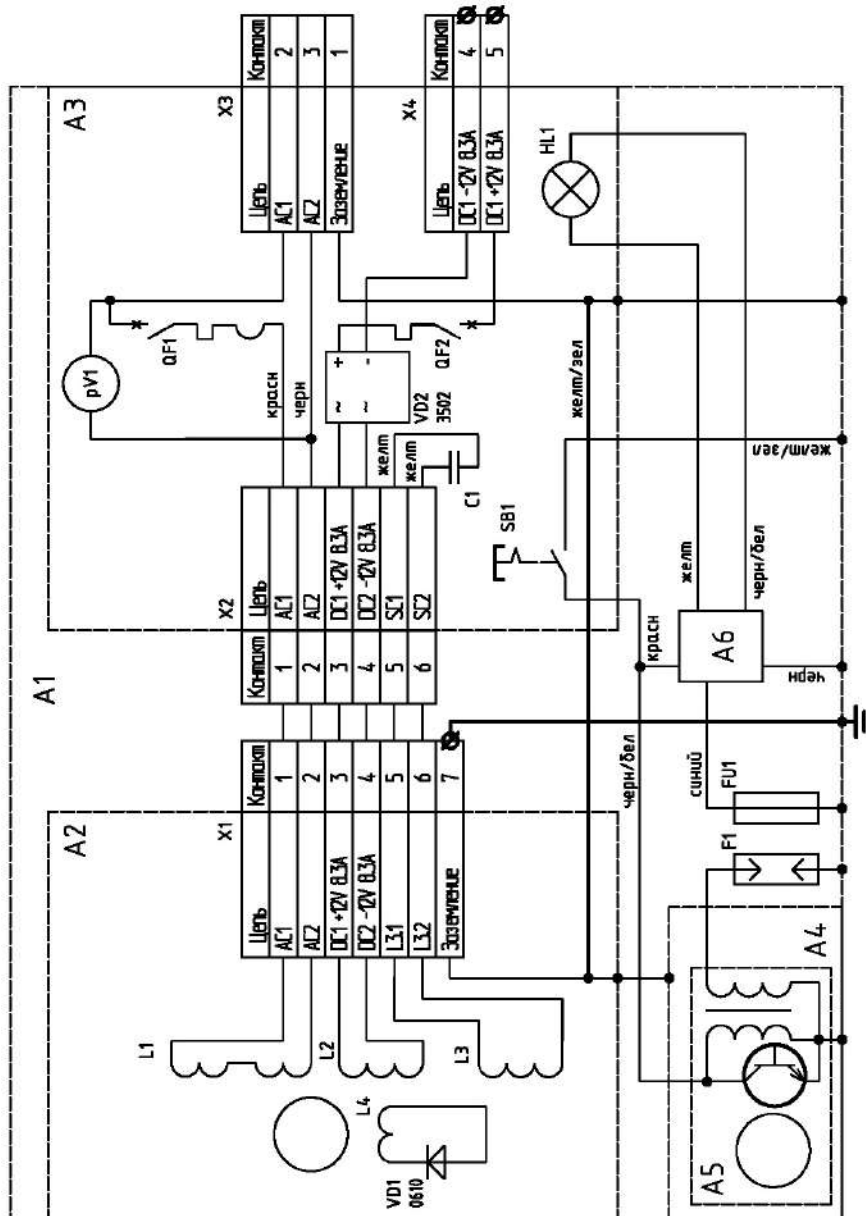 A1
A2
X1
Цепь Контакт
AC1 1
AC2 2
DC1 +12V 8.3A 3
DC2 -12V 8.3A 4
L3.1 5
L3.2 6
Заземление 7
L1
L2
L3
L4
VD1
0610
A3
X2
Контакт Цепь
1 AC1
2 AC2
3 DC1 +12V 8.3A
4 DC2 -12V 8.3A
5 SC1
6 SC2
pV1
QF1
красн
черн
~ +
~ -
VD2
3502
QF2
желт
желт
C1
X3
Цепь Контакт
AC1 2
AC2 3
Заземление 1
X4
Цепь Контакт
DC1 -12V 8.3A 4
DC1 +12V 8.3A 5
SB1
HL1
желт/зел
желт/зел
черн/бел
красн
желт
черн/бел
синий
A6
черн
F1
FU1
A4
A5